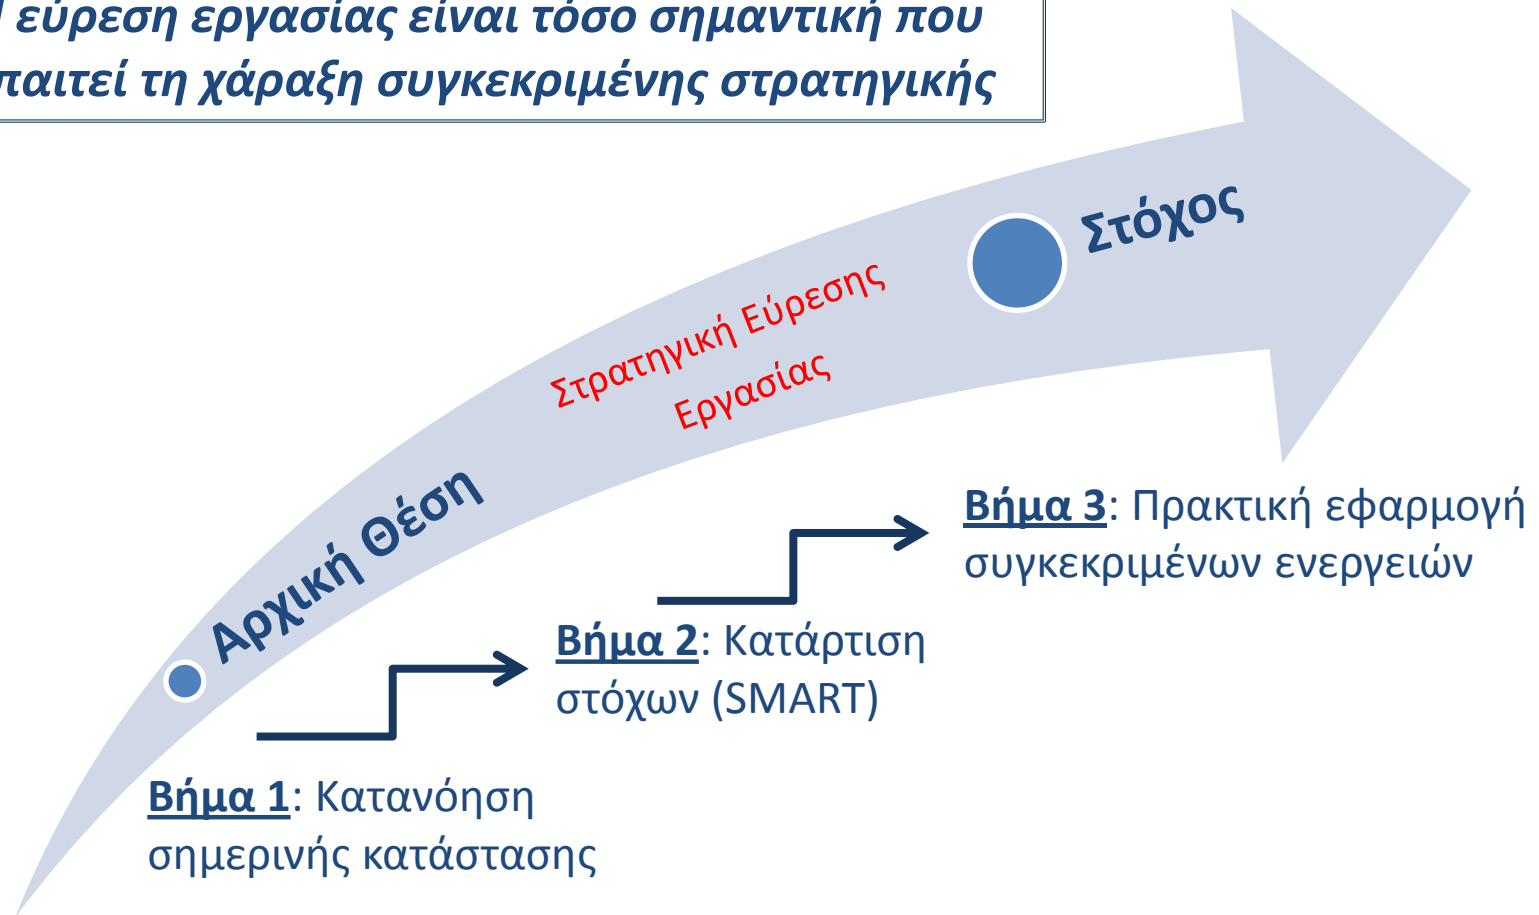 εύρεση εργασίας είναι τόσο σημαντική που
παιτεί τη χάραξη συγκεκριμένης στρατηγικής
Στόχος
Στρατηγική Εύρεσης
Εργασίας
Αρχική Θέση
Βήμα 3: Πρακτική εφαρμογή
συγκεκριμένων ενεργειών
Βήμα 2: Κατάρτιση
στόχων (SMART)
Βήμα 1: Κατανόηση
σημερινής κατάστασης